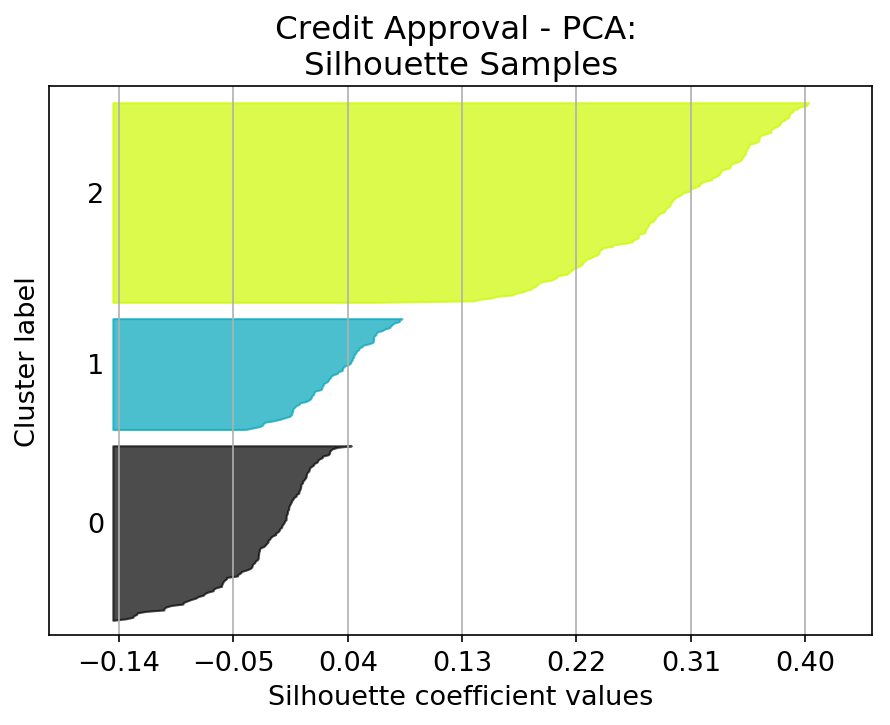 Credit Approval - PCA:
Silhouette Samples
Cluster label
2
1
0
−0.14 −0.05 0.04 0.13 0.22 0.31 0.40
Silhouette coefficient values